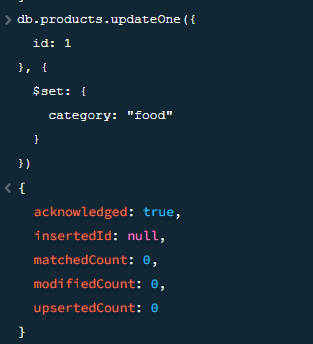 > db.products.updateOne({
id: 1
}, {
$set: {
category: "food"
}
})
< {
acknowledged: true,
insertedId: null,
matchedCount: 0,
modifiedCount: 0,
upsertedCount: 0
}